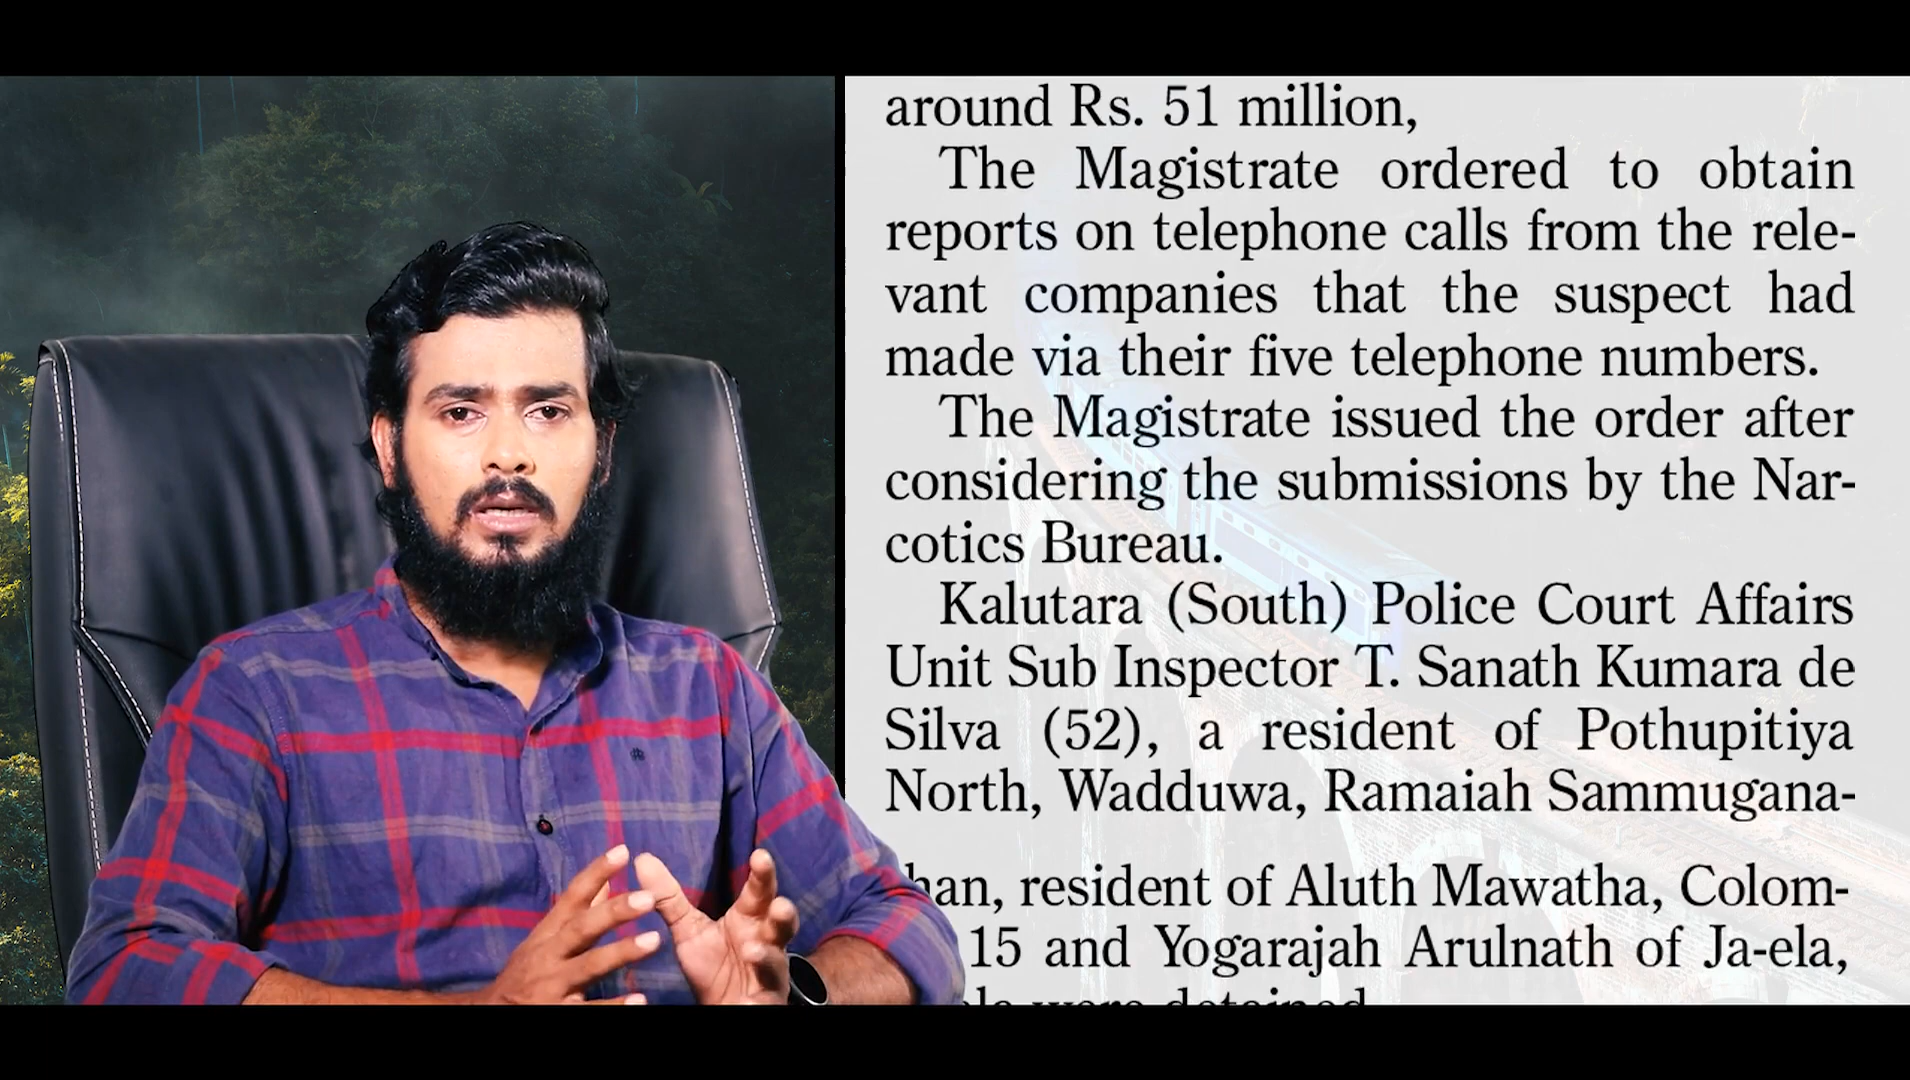 around Rs. 51 million,
The Magistrate ordered to obtain
reports on telephone calls from the rele-
vant companies that the suspect had
made via their five telephone numbers.
The Magistrate issued the order after
considering the submissions by the Nar-
cotics Bureau.
Kalutara (South) Police Court Affairs
Unit Sub Inspector T. Sanath Kumara de
Silva (52), a resident of Pothupitiya
North, Wadduwa, Ramaiah Sammugana-
han, resident of Aluth Mawatha, Colom-
15 and Yogarajah Arulnath of Ja-ela,
were detained